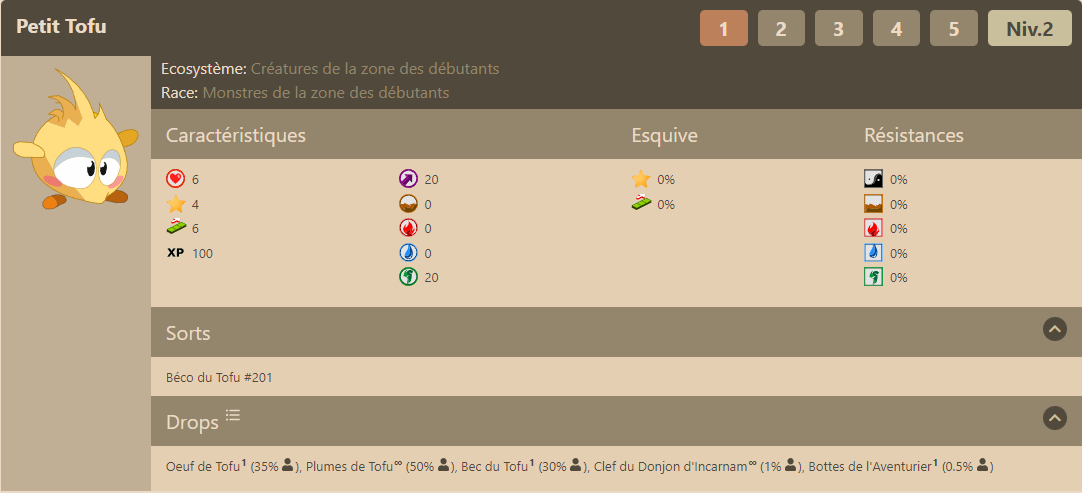 Petit Tofu 1 2 3 4 5 Niv.2
Ecosystème: Créatures de la zone des débutants
Race: Monstres de la zone des débutants
Caractéristiques Esquive Résistances
6 20 0% 0%
4 0 0% 0%
6 0 0%
XP 100 0 0%
20 0%
Sorts
Béco du Tofu #201
Drops
Oeuf de Tofu¹ (35% ), Plumes de Tofu∞ (50% ), Bec du Tofu¹ (30% ), Clef du Donjon d'Incarnam∞ (1% ), Bottes de l'Aventurier¹ (0.5% )